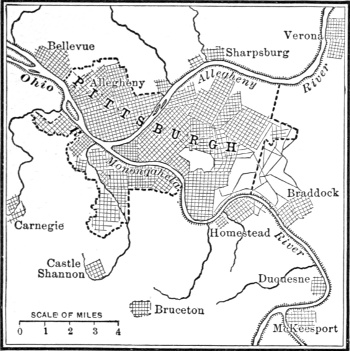 Verona
Bellevue
Sharpsburg
Ohio
Allegheny
Allegheny
River
PITTSBURGH
R.
Monongahela
Braddock
Carnegie
Homestead
River
Castle
Shannon
Duquesne
Bruceton
McKeesport
SCALE OF MILES
0 1 2 3 4